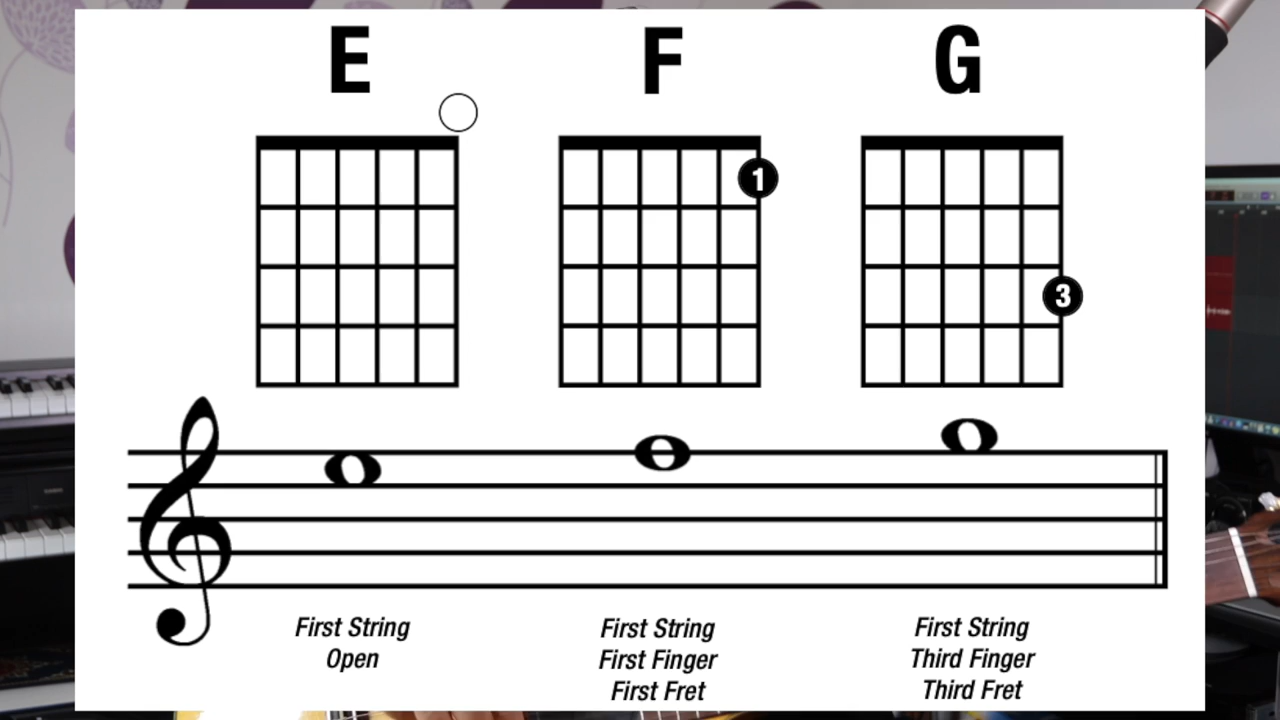 E F G
1
3
First String First String First String
Open First Finger Third Finger
First Fret Third Fret